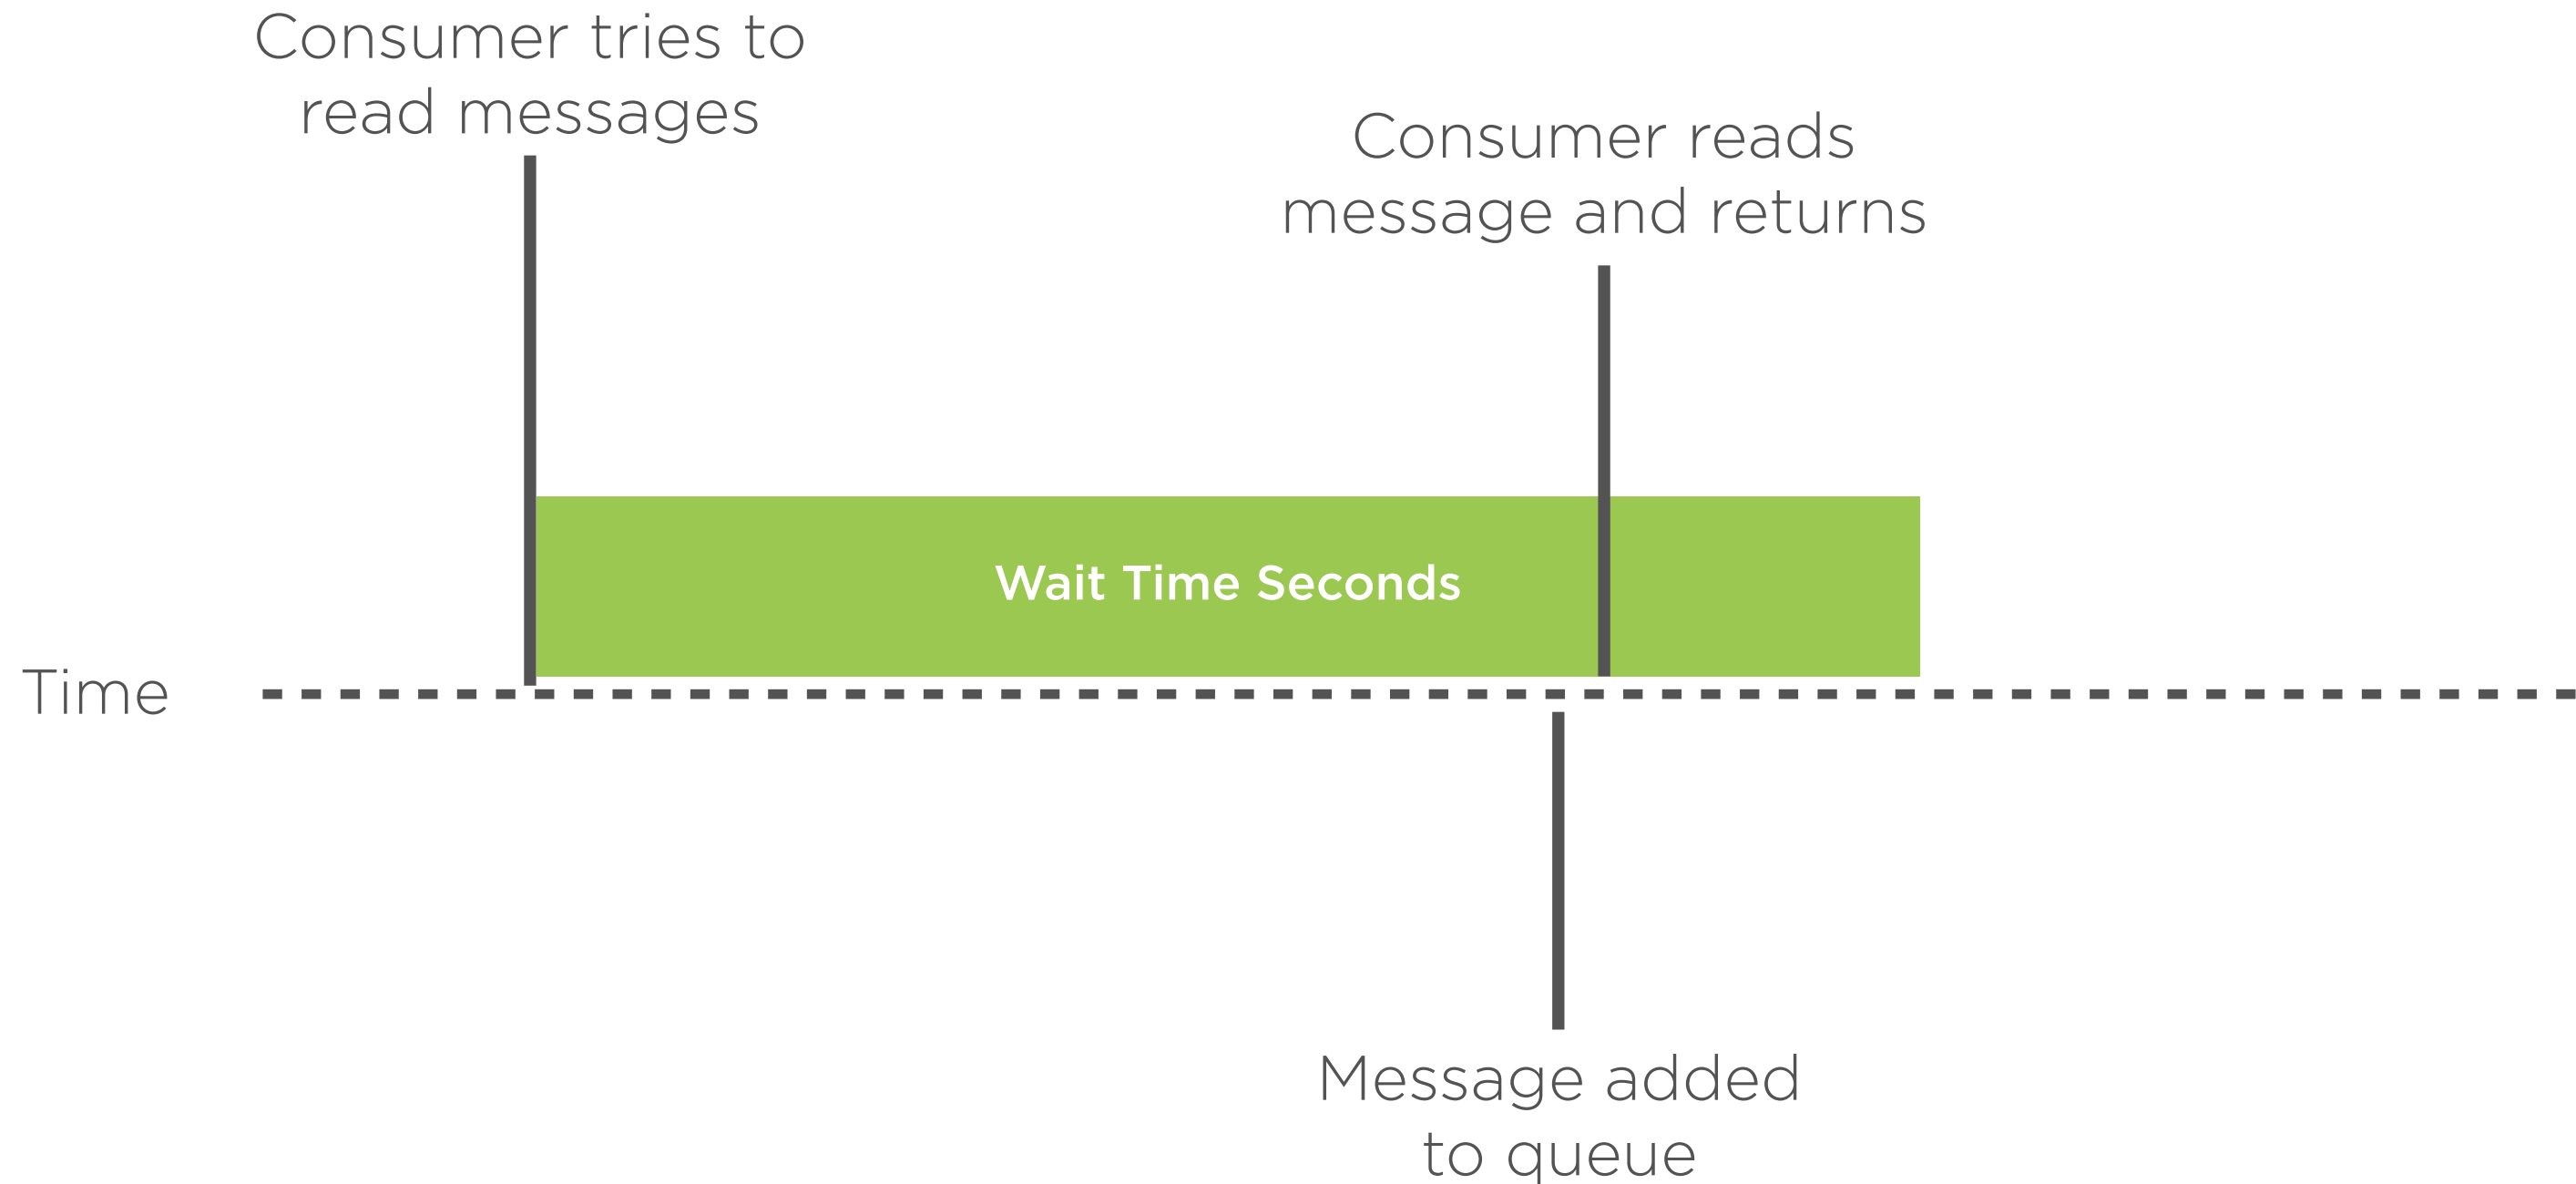 Consumer tries to
read messages
Consumer reads
message and returns
Wait Time Seconds
Time
Message added
to queue